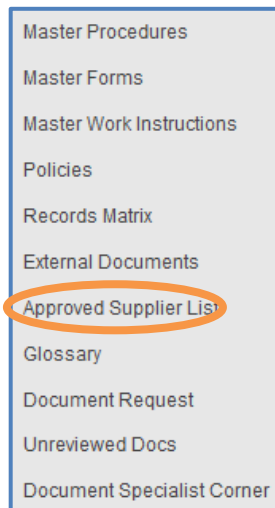 Master Procedures
Master Forms
Master Work Instructions
Policies
Records Matrix
External Documents
Approved Supplier List
Glossary
Document Request
Unreviewed Docs
Document Specialist Corner